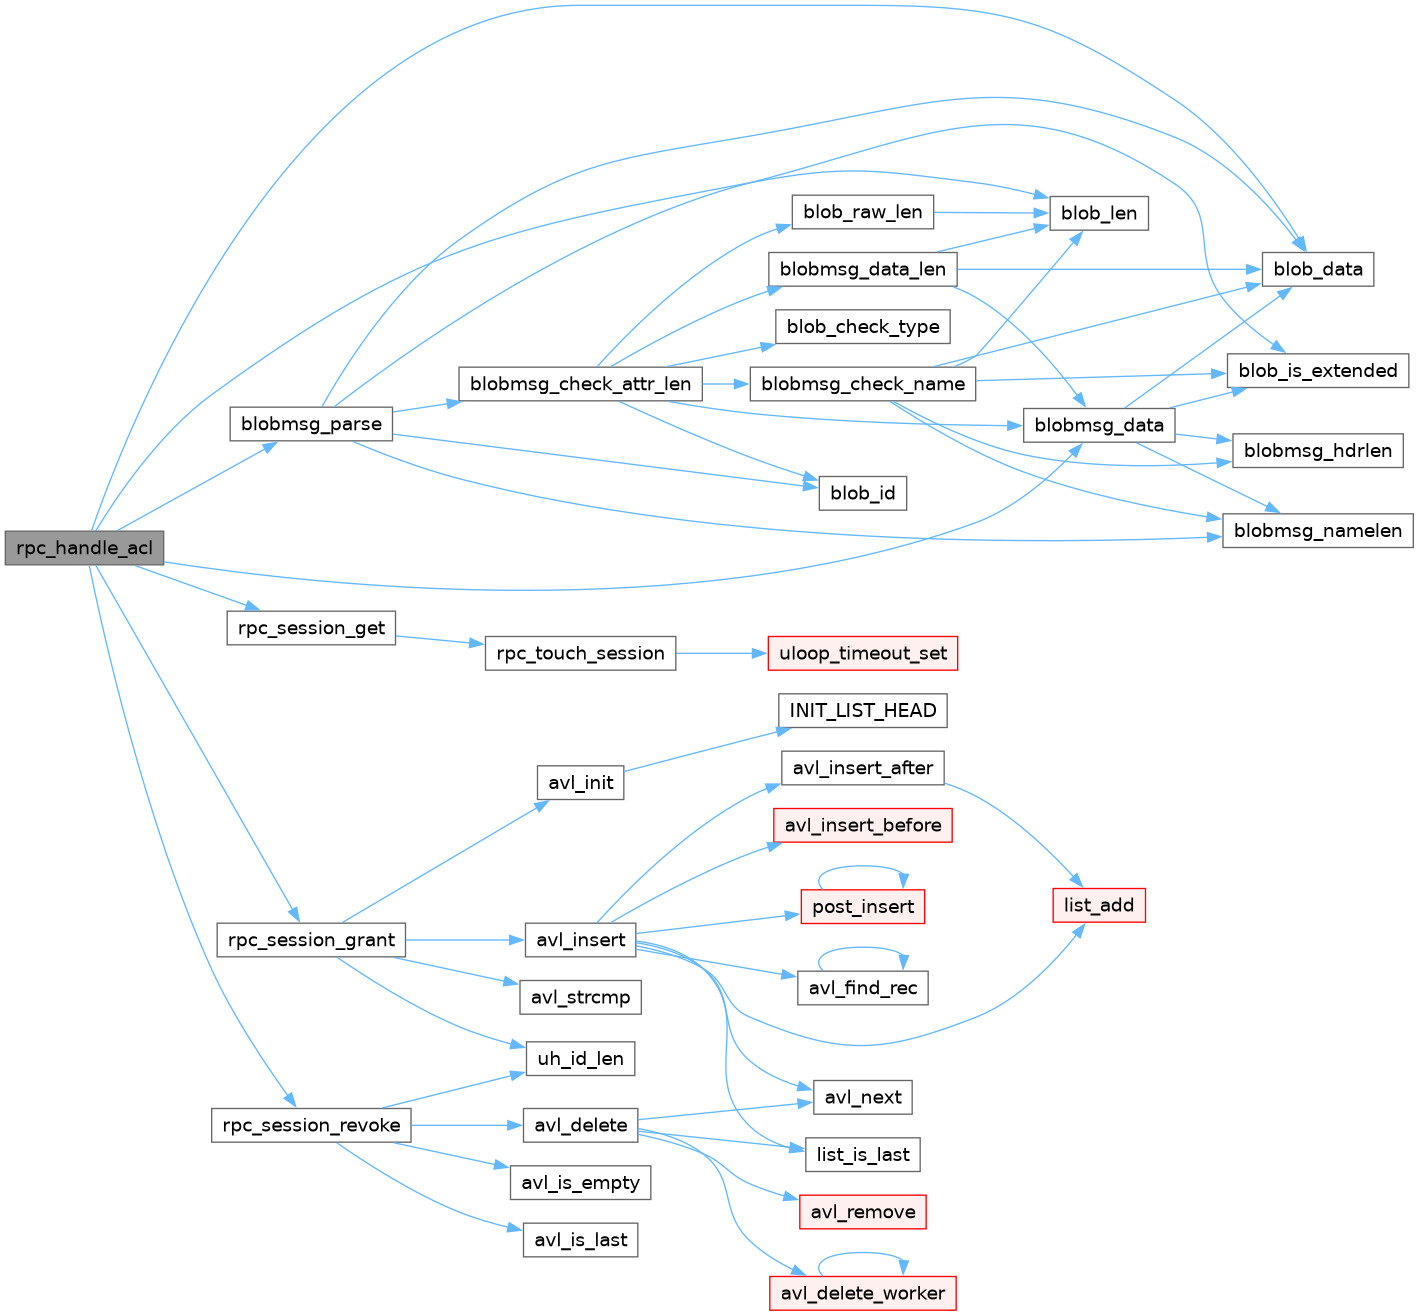 rpc_handle_acl
blobmsg_parse
blobmsg_check_attr_len
blob_raw_len
blobmsg_data_len
blob_check_type
blobmsg_check_name
blob_id
blob_len
blobmsg_data
blob_data
blob_is_extended
blobmsg_hdrlen
blobmsg_namelen
rpc_session_get
rpc_touch_session
uloop_timeout_set
rpc_session_grant
avl_init
INIT_LIST_HEAD
avl_insert
avl_insert_after
avl_insert_before
post_insert
avl_find_rec
list_add
avl_strcmp
uh_id_len
avl_next
list_is_last
rpc_session_revoke
avl_delete
avl_is_empty
avl_is_last
avl_remove
avl_delete_worker